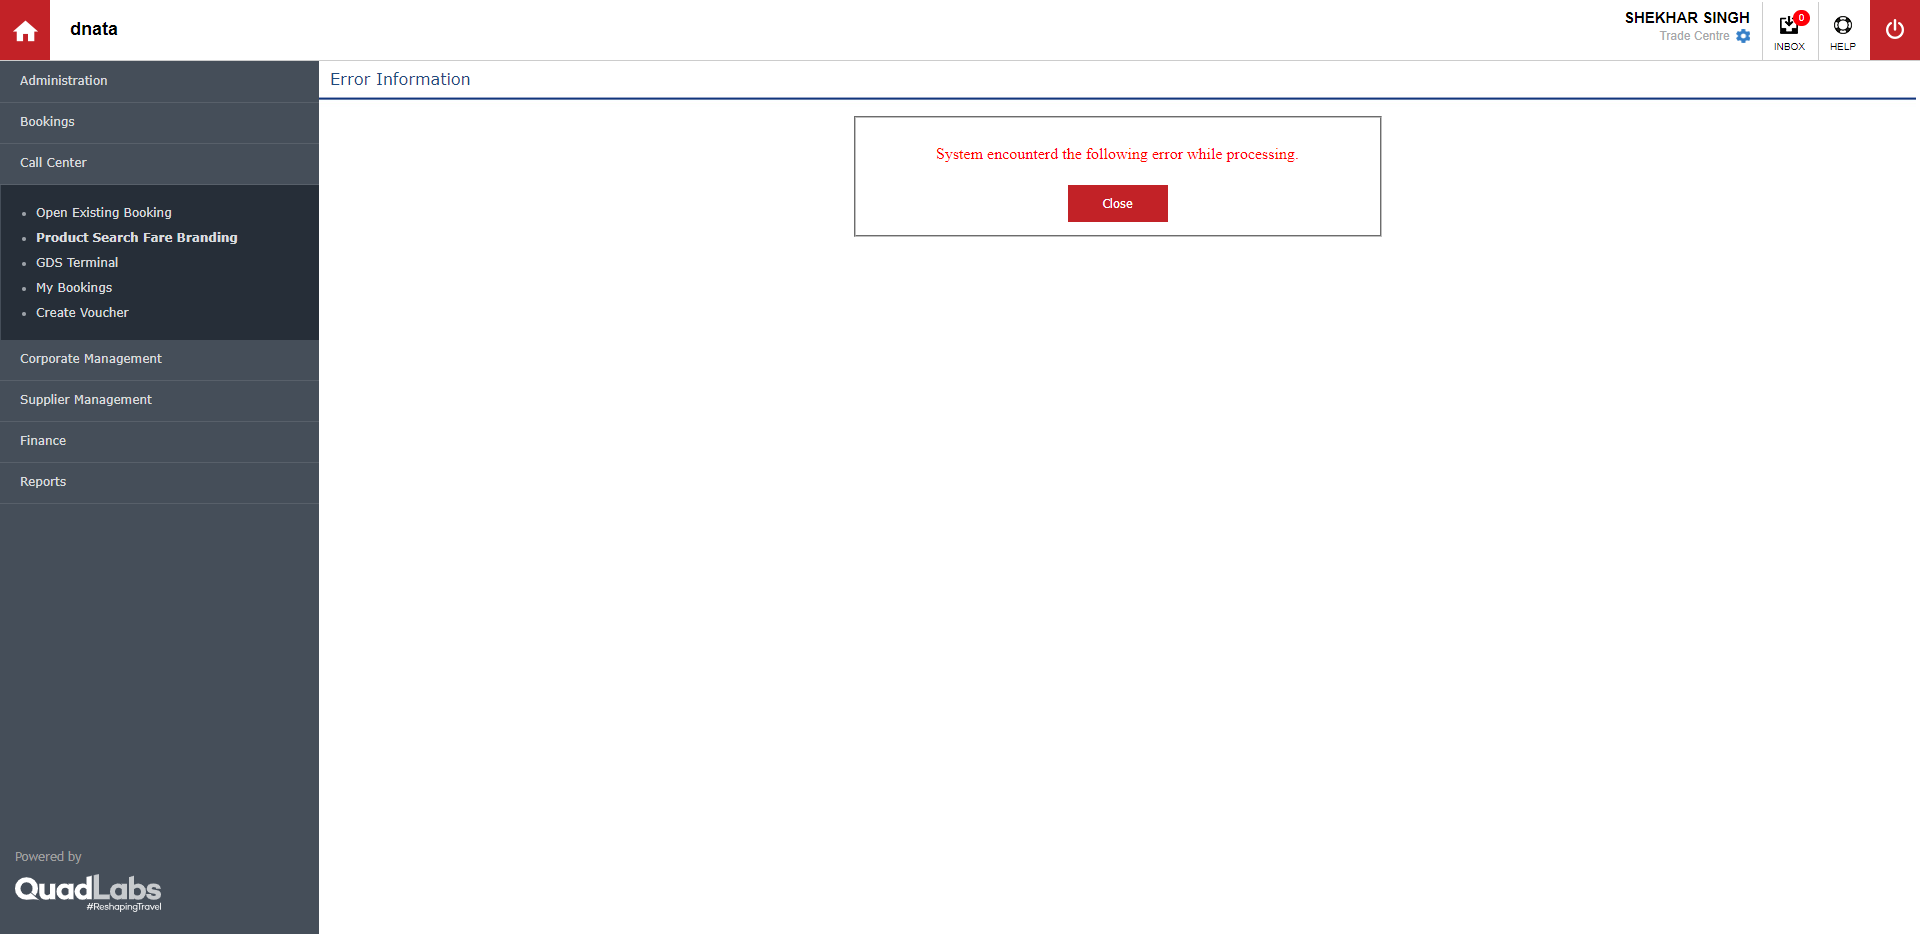 dnata
SHEKHAR SINGH
Trade Centre
0
INBOX
HELP
Administration
Bookings
Call Center
Open Existing Booking
Product Search Fare Branding
GDS Terminal
My Bookings
Create Voucher
Corporate Management
Supplier Management
Finance
Reports
Powered by
QuadLabs
#ReshapingTravel
Error Information
System encounterd the following error while processing.
Close